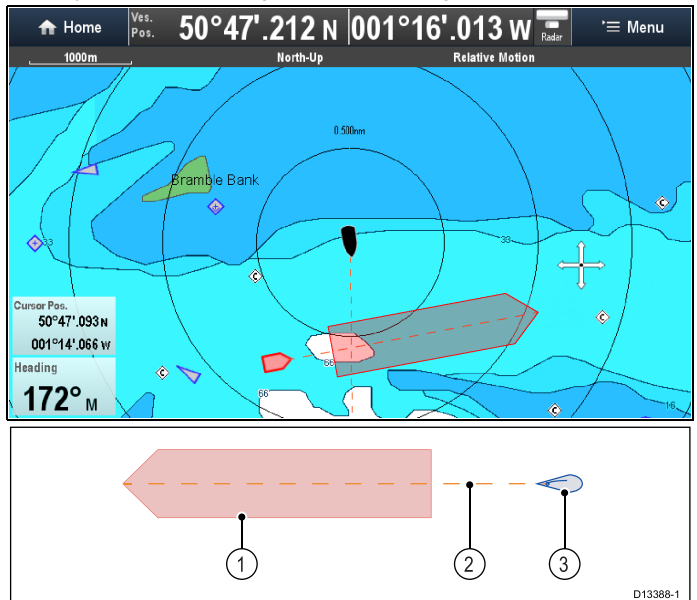 Home
Ves. Pos.
50°47'.212 N
001°16'.013 W
Radar
Menu
1000m
North-Up
Relative Motion
0.500nm
Bramble Bank
33
33
C
C
C
C
C
Cursor Pos.
50°47'.093 N
001°14'.066 W
Heading
172° M
66
66
16
1
2
3
D13388-1